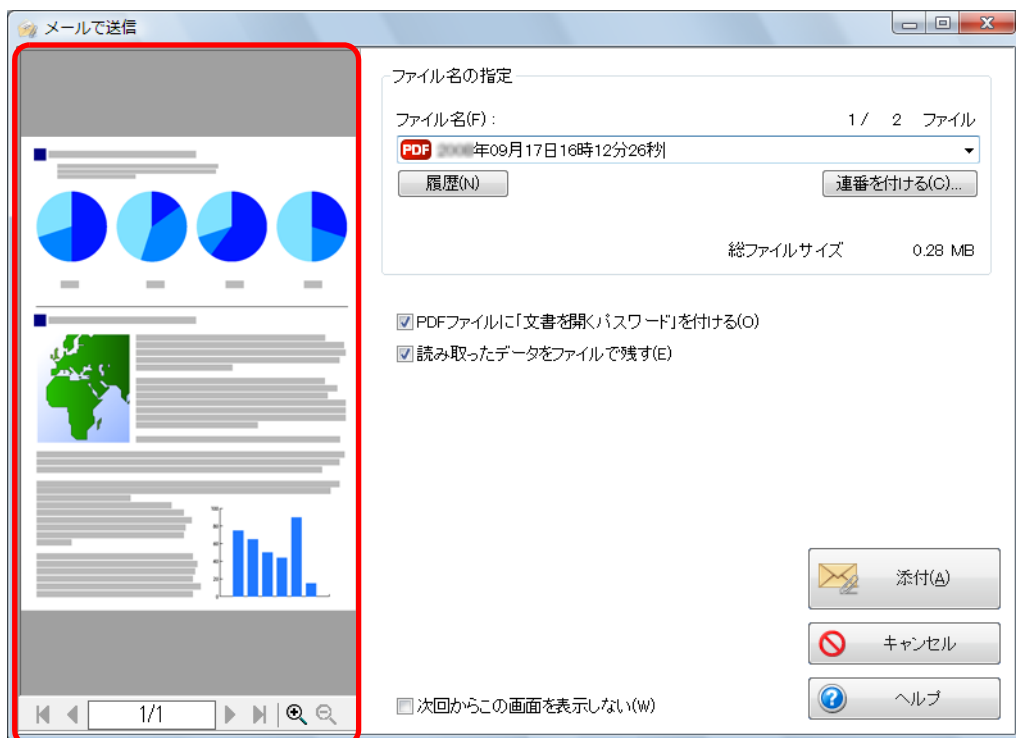 メールで送信
ファイル名の指定
ファイル名(F)：
1/ 2 ファイル
PDF 年09月17日16時12分26秒
履歴(N)
連番を付ける(C)...
総ファイルサイズ 0.28 MB
PDFファイルに「文書を開くパスワード」を付ける(O)
読み取ったデータをファイルで残す(E)
添付(A)
キャンセル
次回からこの画面を表示しない(W)
ヘルプ
1/1